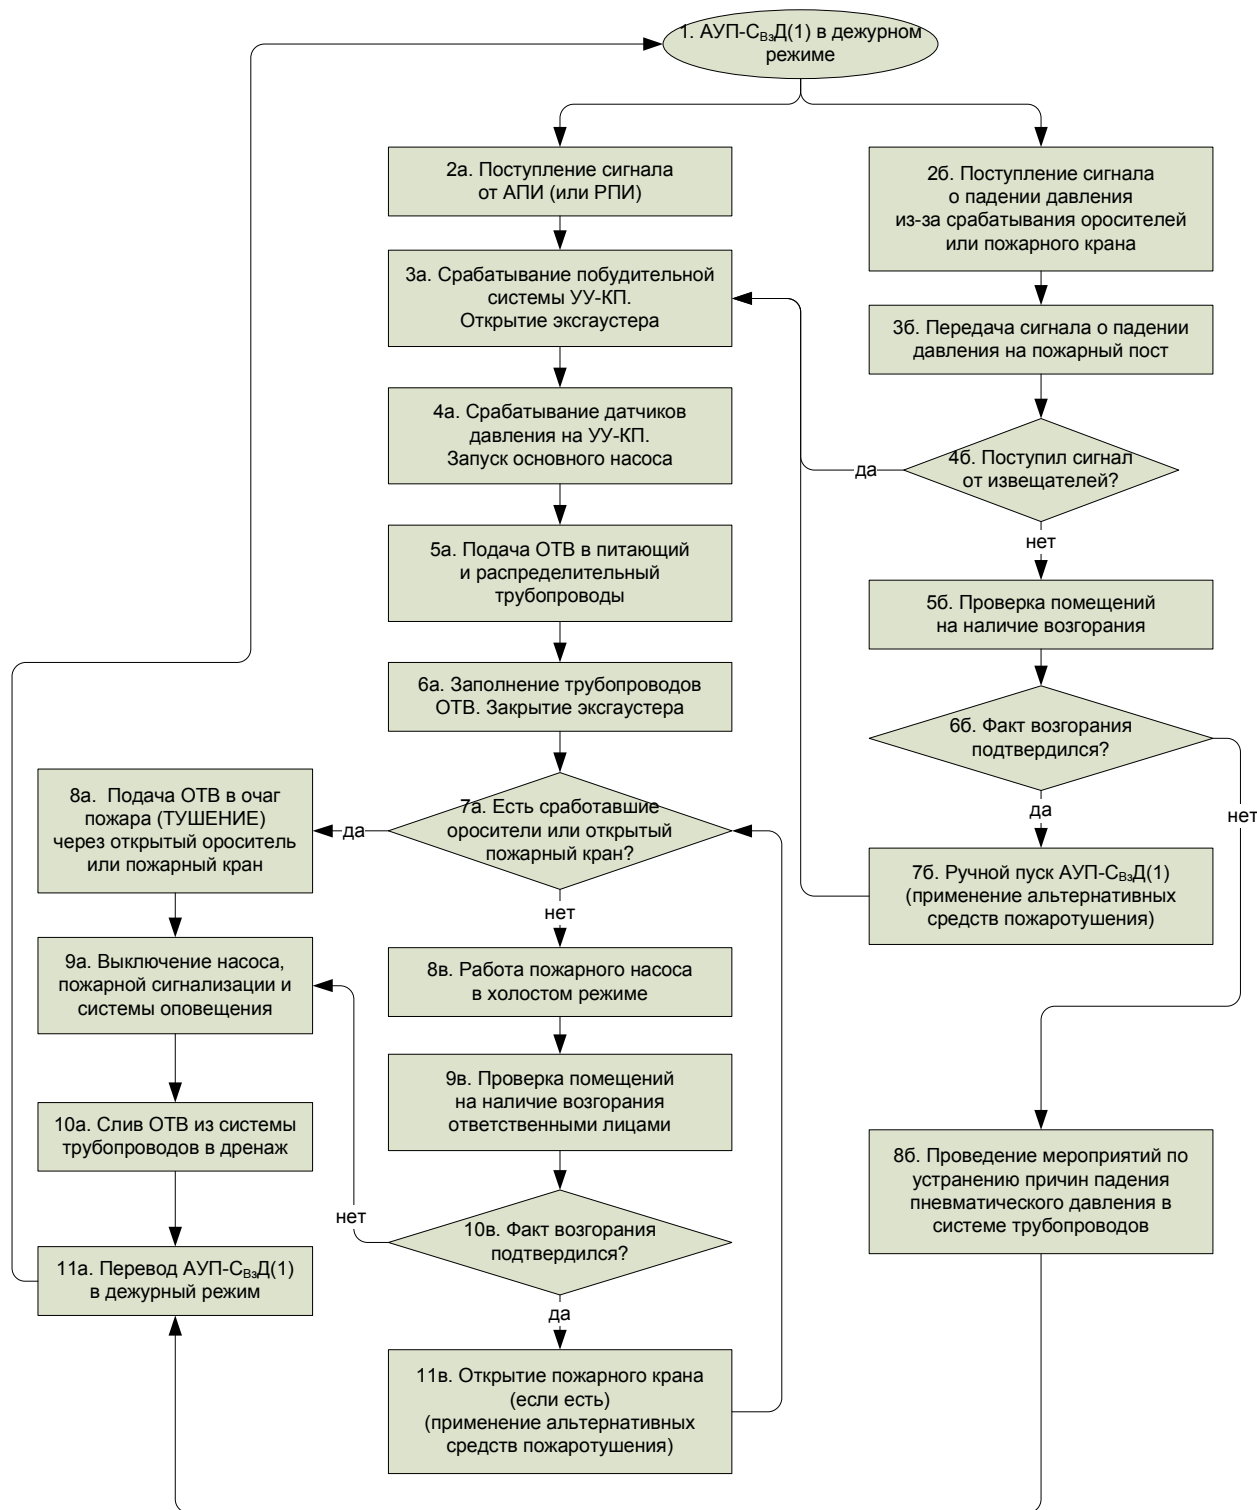 1. АУП-СВзД(1) в дежурном
режиме
2а. Поступление сигнала
от АПИ (или РПИ)
2б. Поступление сигнала
о падении давления
из-за срабатывания оросителей
или пожарного крана
3а. Срабатывание побудительной
системы УУ-КП.
Открытие эксгаустера
3б. Передача сигнала о падении
давления на пожарный пост
4а. Срабатывание датчиков
давления на УУ-КП.
Запуск основного насоса
4б. Поступил сигнал
от извещателей?
да
нет
5а. Подача ОТВ в питающий
и распределительный
трубопроводы
5б. Проверка помещений
на наличие возгорания
6а. Заполнение трубопроводов
ОТВ. Закрытие эксгаустера
6б. Факт возгорания
подтвердился?
да
нет
7а. Есть сработавшие
оросители или открытый
пожарный кран?
да
нет
8а. Подача ОТВ в очаг
пожара (ТУШЕНИЕ)
через открытый ороситель
или пожарный кран
7б. Ручной пуск АУП-СВзД(1)
(применение альтернативных
средств пожаротушения)
9а. Выключение насоса,
пожарной сигнализации и
системы оповещения
8в. Работа пожарного насоса
в холостом режиме
9в. Проверка помещений
на наличие возгорания
ответственными лицами
10а. Слив ОТВ из системы
трубопроводов в дренаж
8б. Проведение мероприятий по
устранению причин падения
пневматического давления в
системе трубопроводов
10в. Факт возгорания
подтвердился?
нет
да
11а. Перевод АУП-СВзД(1)
в дежурный режим
11в. Открытие пожарного крана
(если есть)
(применение альтернативных
средств пожаротушения)